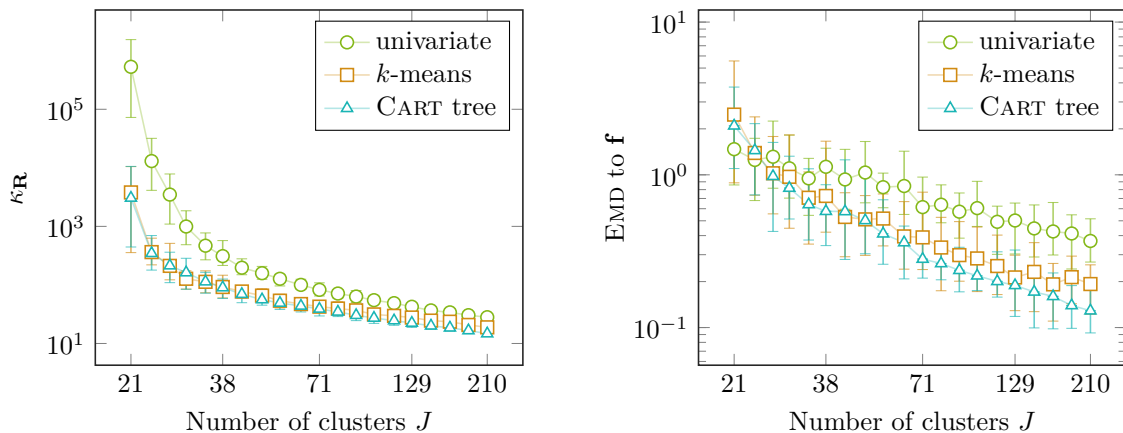 univariate
k-means
CART tree
10^5
10^3
10^1
κ_R
21
38
71
129
210
Number of clusters J
univariate
k-means
CART tree
10^1
10^0
10^−1
EMD to f
21
38
71
129
210
Number of clusters J